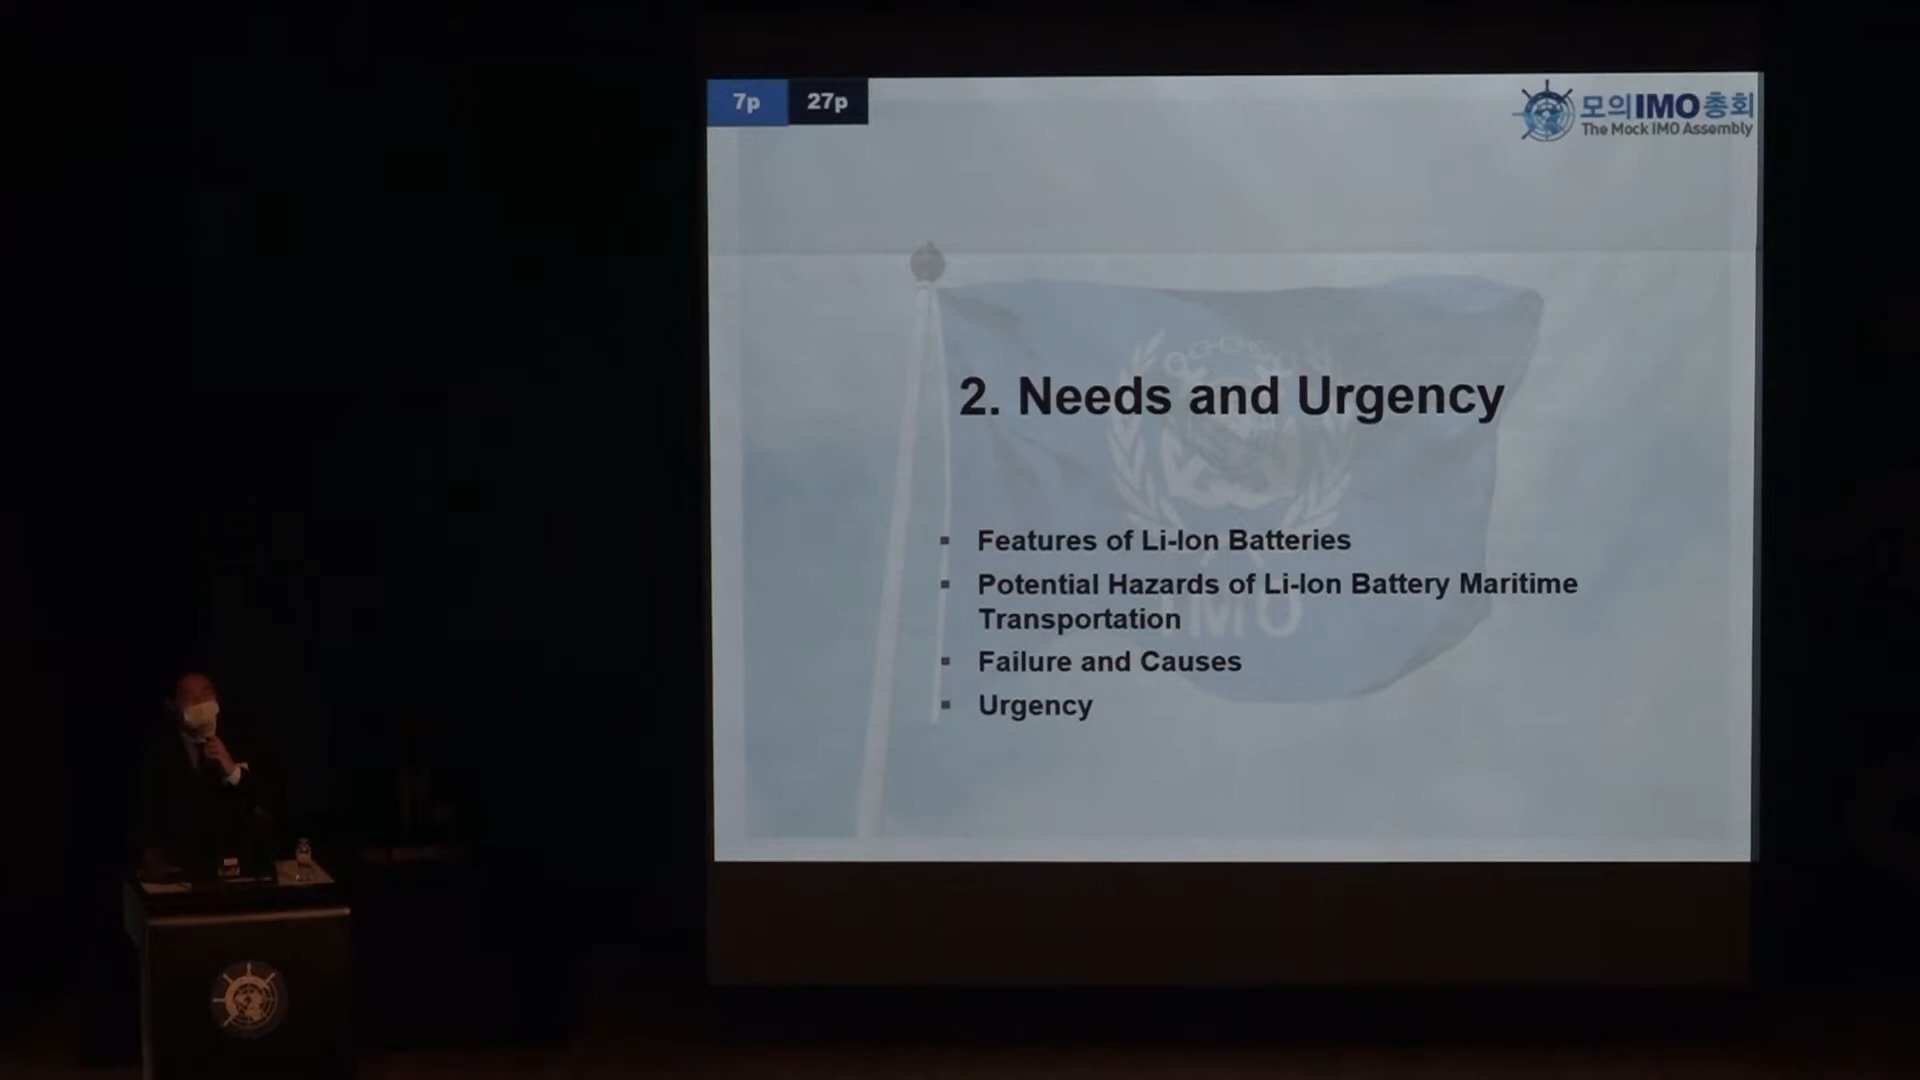 7p 27p
모의IMO총회
The Mock IMO Assembly
2. Needs and Urgency
▪ Features of Li-Ion Batteries
▪ Potential Hazards of Li-Ion Battery Maritime
Transportation
▪ Failure and Causes
▪ Urgency
IMO